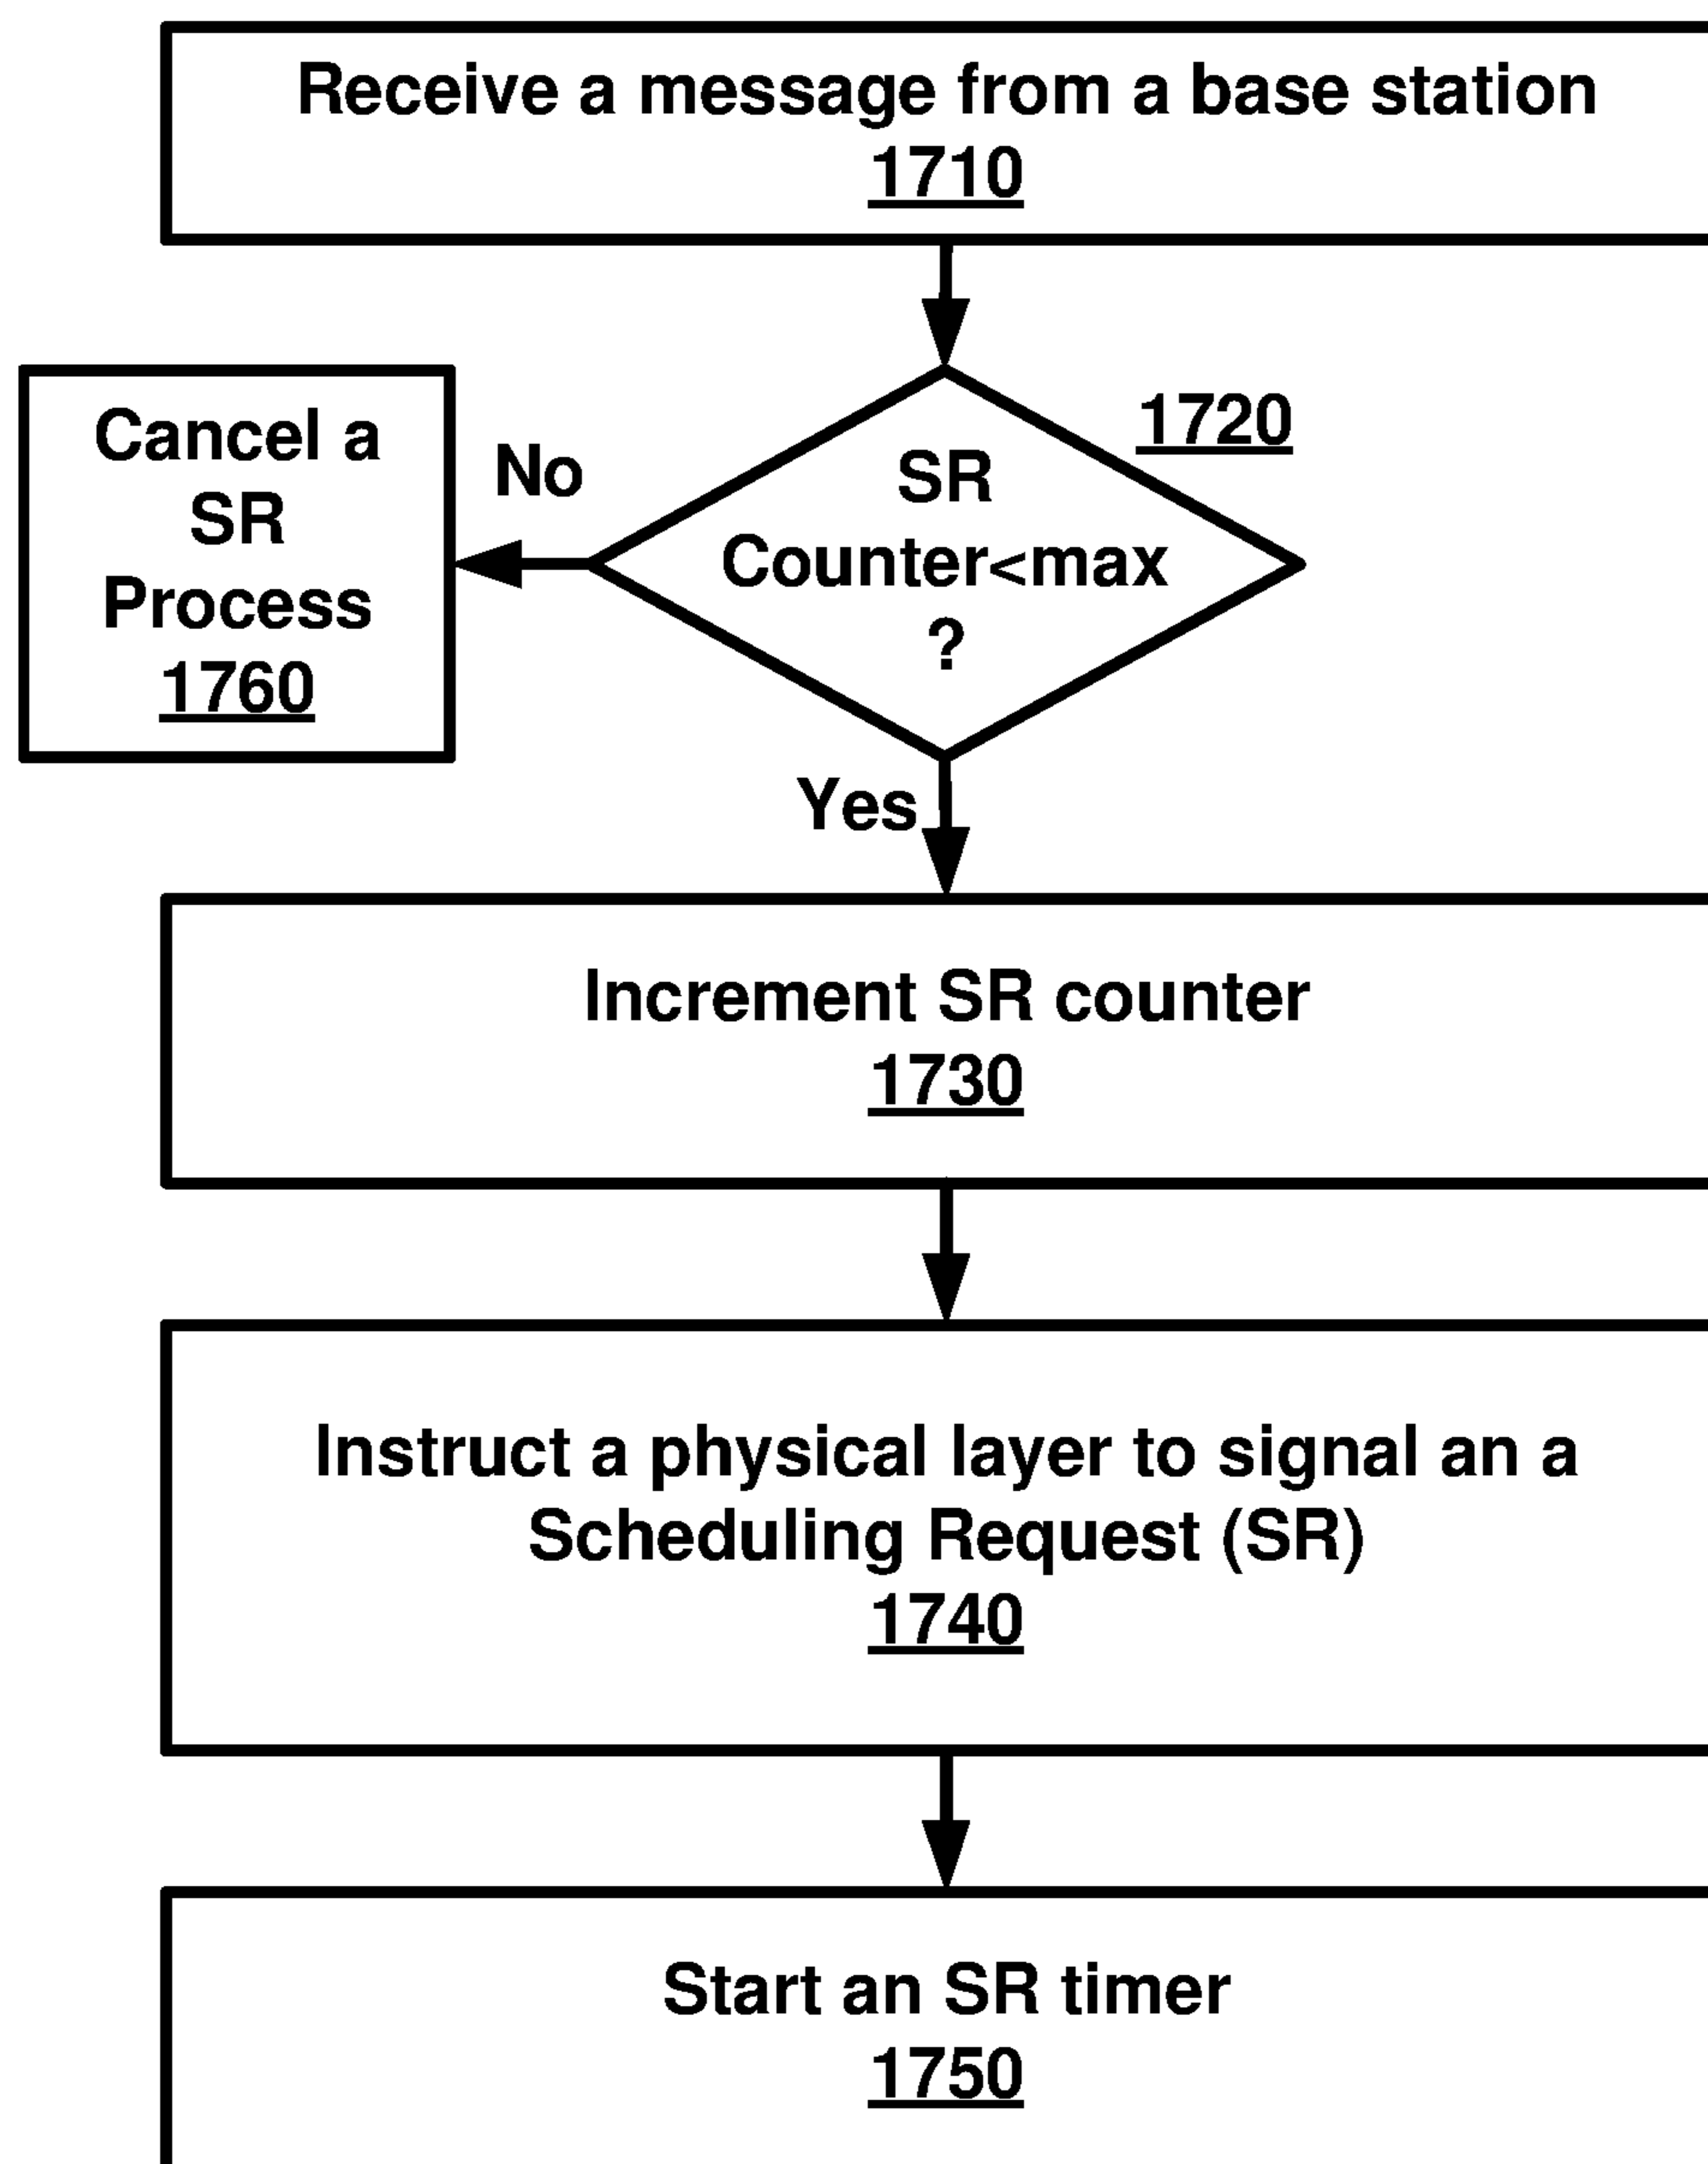 Receive a message from a base station
1710
Cancel a
SR
Process
1760
No
1720
SR
Counter<max
?
Yes
Increment SR counter
1730
Instruct a physical layer to signal an a
Scheduling Request (SR)
1740
Start an SR timer
1750